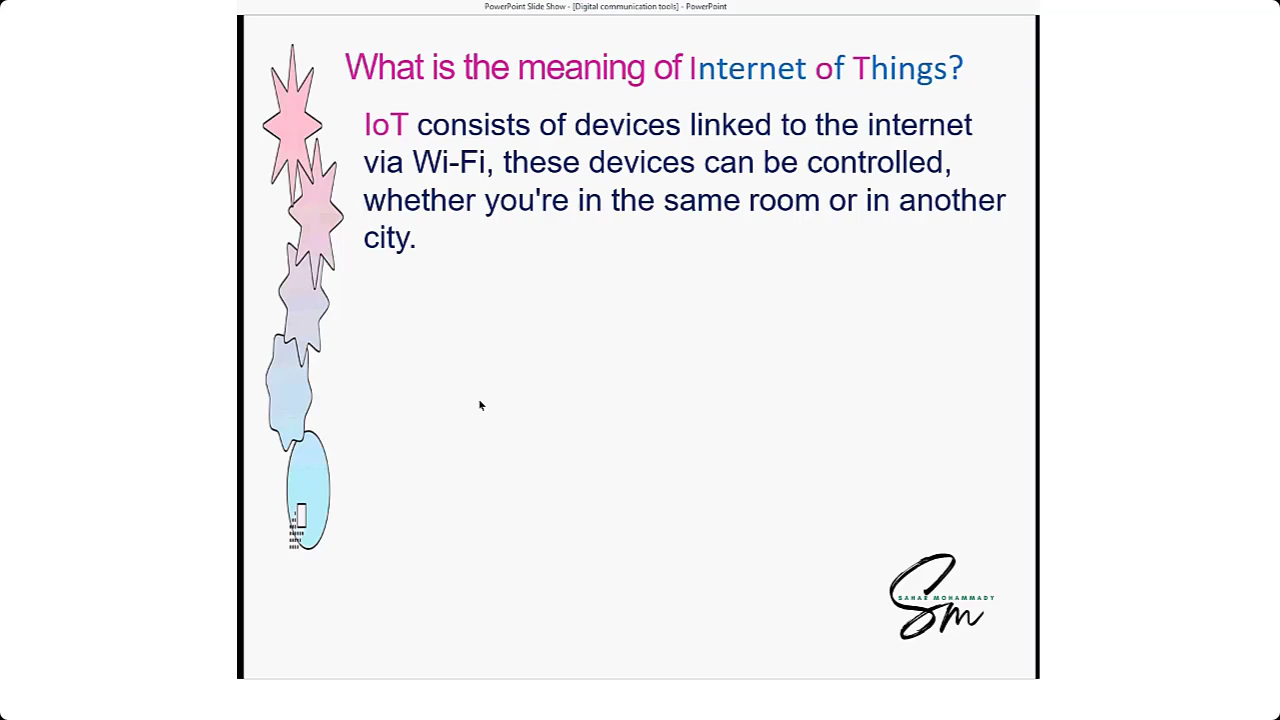 PowerPoint Slide Show - [Digital communication tools] - PowerPoint
What is the meaning of Internet of Things?
IoT consists of devices linked to the internet
via Wi-Fi, these devices can be controlled,
whether you're in the same room or in another
city.
Sm
SAHAR MOHAMMADY